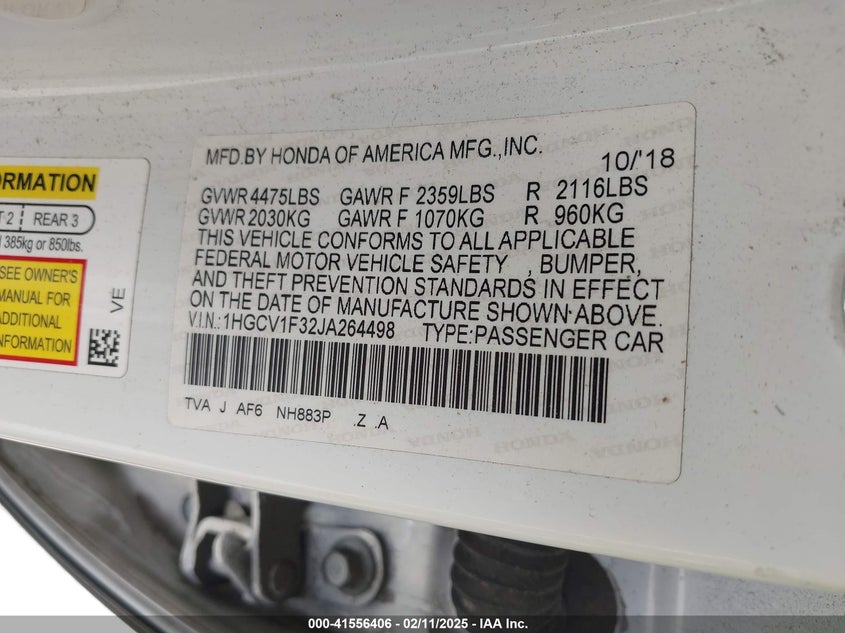 ORMATION
T 2 | REAR 3
385kg or 850lbs.
SEE OWNER'S
MANUAL FOR
ADDITIONAL
INFORMATION
VE
MFD.BY HONDA OF AMERICA MFG.,INC. 10/'18
GVWR 4475LBS GAWR F 2359LBS R 2116LBS
GVWR 2030KG GAWR F 1070KG R 960KG
THIS VEHICLE CONFORMS TO ALL APPLICABLE
FEDERAL MOTOR VEHICLE SAFETY , BUMPER,
AND THEFT PREVENTION STANDARDS IN EFFECT
ON THE DATE OF MANUFACTURE SHOWN ABOVE.
V.I.N.:1HGCV1F32JA264498 TYPE:PASSENGER CAR
TVA J AF6 NH883P .Z .A
000-41556406 - 02/11/2025 - IAA Inc.